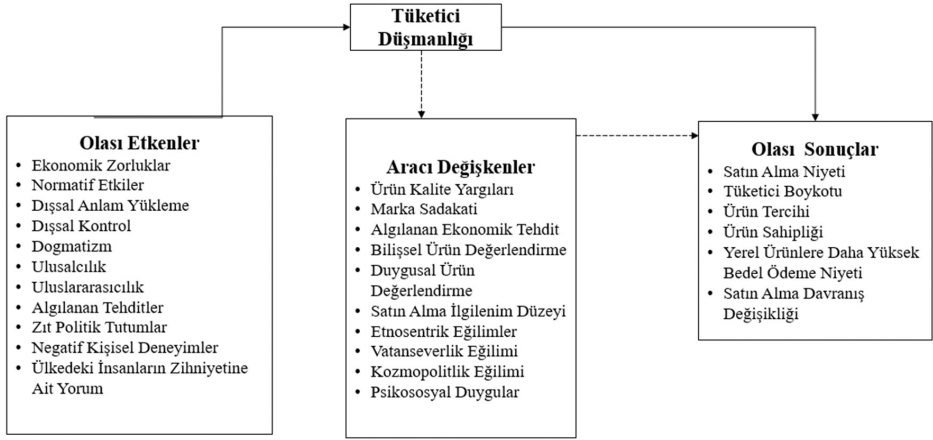 Tüketici
Düşmanlığı
Olası Etkenler
• Ekonomik Zorluklar
• Normatif Etkiler
• Dışsal Anlam Yükleme
• Dışsal Kontrol
• Dogmatizm
• Ulusalcılık
• Uluslararasıcılık
• Algılanan Tehditler
• Zıt Politik Tutumlar
• Negatif Kişisel Deneyimler
• Ülkedeki İnsanların Zihniyetine
Ait Yorum
Aracı Değişkenler
• Ürün Kalite Yargıları
• Marka Sadakati
• Algılanan Ekonomik Tehdit
• Bilişsel Ürün Değerlendirme
• Duygusal Ürün
Değerlendirme
• Satın Alma İlgilenim Düzeyi
• Etnosentrik Eğilimler
• Vatanseverlik Eğilimi
• Kozmopolitlik Eğilimi
• Psikososyal Duygular
Olası Sonuçlar
• Satın Alma Niyeti
• Tüketici Boykotu
• Ürün Tercihi
• Ürün Sahipliği
• Yerel Ürünlere Daha Yüksek
Bedel Ödeme Niyeti
• Satın Alma Davranış
Değişikliği